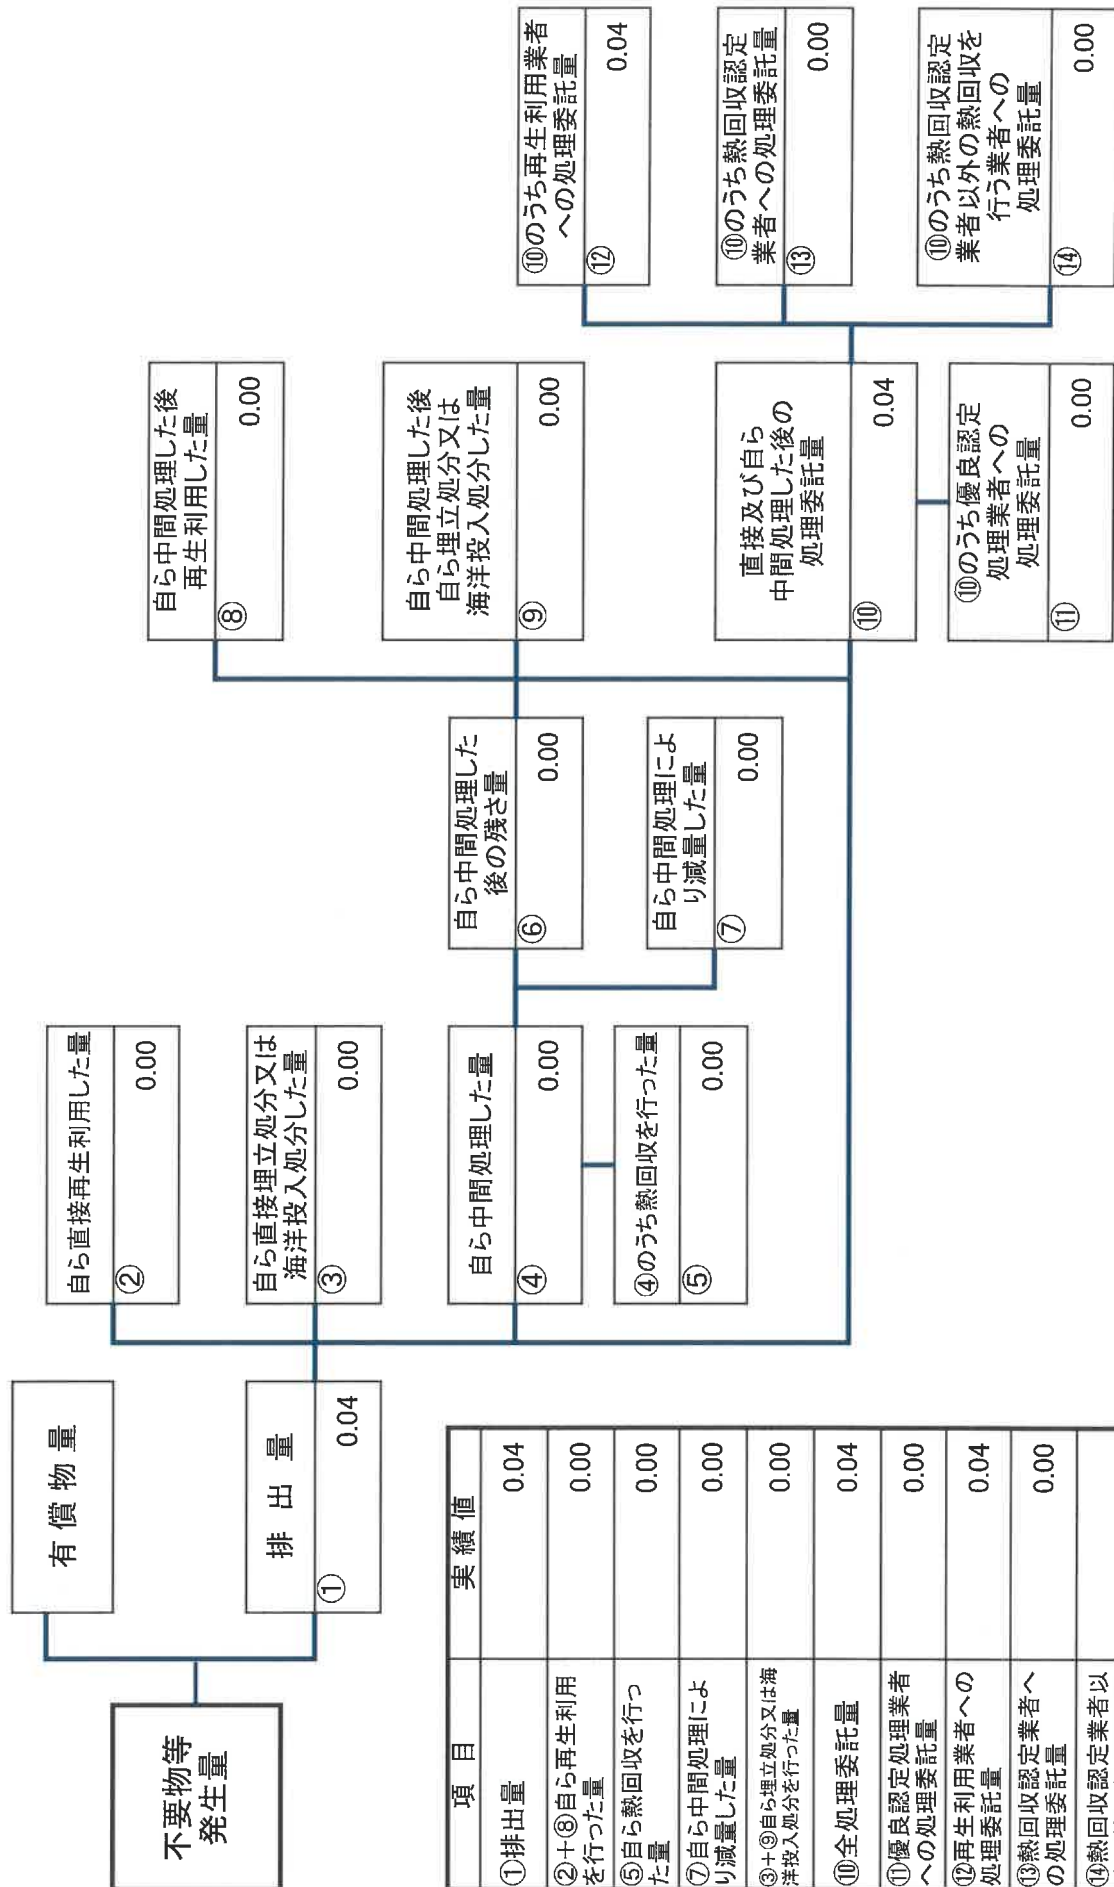 不要物等
発生量
有償物量
排出量
①
0.04
自ら直接再生利用した量
②
0.00
自ら直接埋立処分又は
海洋投入処分した量
③
0.00
自ら中間処理した量
④
0.00
④のうち熱回収を行った量
⑤
0.00
自ら中間処理した
後の残さ量
⑥
0.00
自ら中間処理によ
り減量した量
⑦
0.00
自ら中間処理した後
再生利用した量
⑧
0.00
自ら中間処理した後
自ら埋立処分又は
海洋投入処分した量
⑨
0.00
直接及び自ら
中間処理した後の
処理委託量
⑩
0.04
⑩のうち優良認定
処理業者への
処理委託量
⑪
0.00
⑩のうち再生利用業者
への処理委託量
⑫
0.04
⑩のうち熱回収認定
業者への処理委託量
⑬
0.00
⑩のうち熱回収認定
業者以外の熱回収を
行う業者への
処理委託量
⑭
0.00
項目 実績値
①排出量 0.04
②+⑧自ら再生利用
を行った量 0.00
⑤自ら熱回収を行っ
た量 0.00
⑦自ら中間処理によ
り減量した量 0.00
③+⑨自ら埋立処分又は海
洋投入処分を行った量 0.00
⑩全処理委託量 0.04
⑪優良認定処理業者
への処理委託量 0.00
⑫再生利用業者への
処理委託量 0.04
⑬熱回収認定業者へ
の処理委託量 0.00
⑭熱回収認定業者以